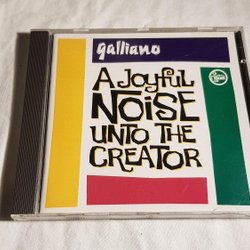 galliano
A Joyful
NOISE
UNTO THE
CREATOR